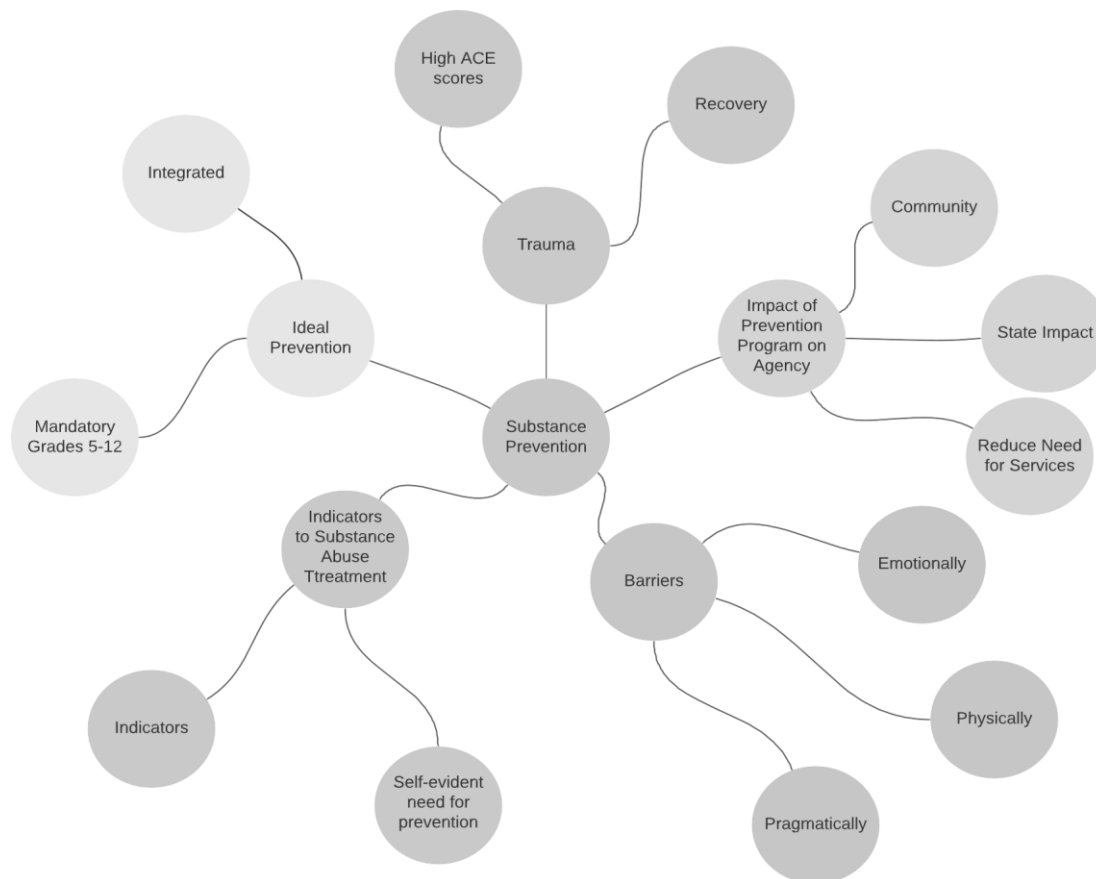 High ACE
scores
Recovery
Integrated
Community
Trauma
Impact of
Prevention
Program on
Agency
State Impact
Ideal
Prevention
Mandatory
Grades 5-12
Substance
Prevention
Reduce Need
for Services
Indicators
to Substance
Abuse
Ttreatment
Emotionally
Barriers
Indicators
Physically
Self-evident
need for
prevention
Pragmatically